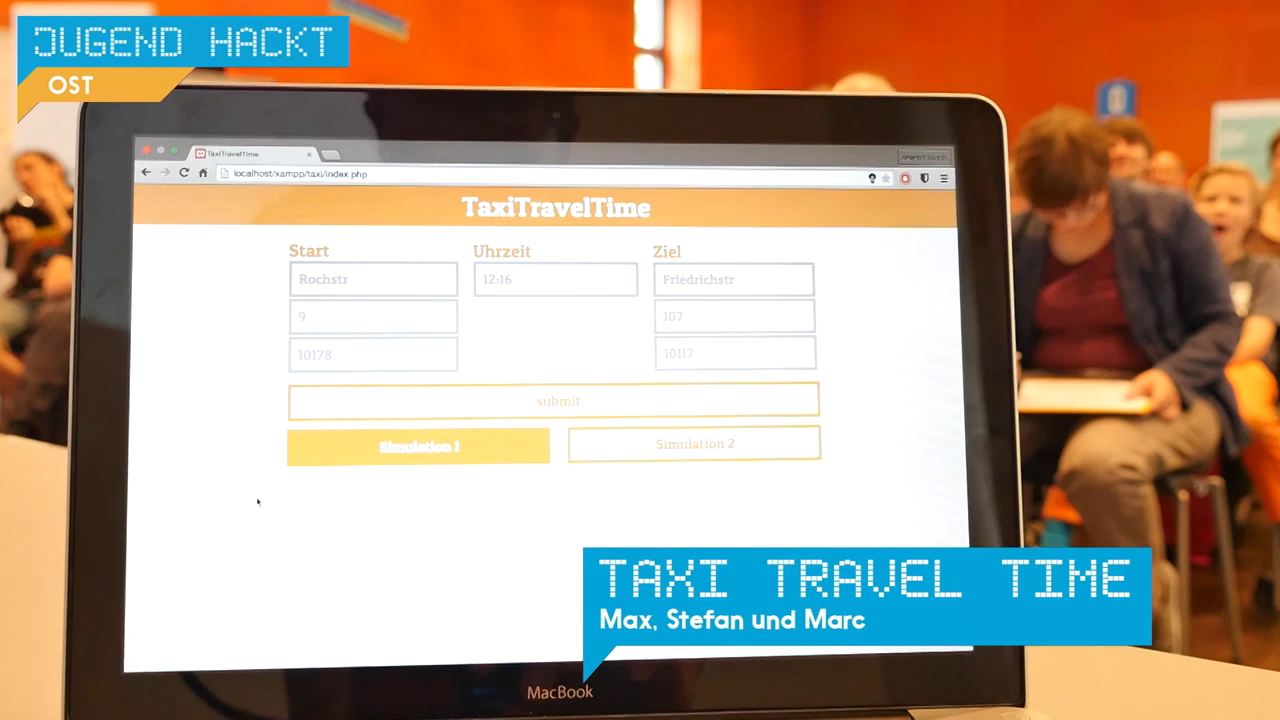 JUGEND HACKT
OST
TaxiTravelTime
localhost/xampp/taxi/index.php
TaxiTravelTime
Start
Uhrzeit
Ziel
Rochstr
12:16
Friedrichstr
9
107
10178
10117
submit
Simulation 1
Simulation 2
TAXI TRAVEL TIME
Max, Stefan und Marc
MacBook